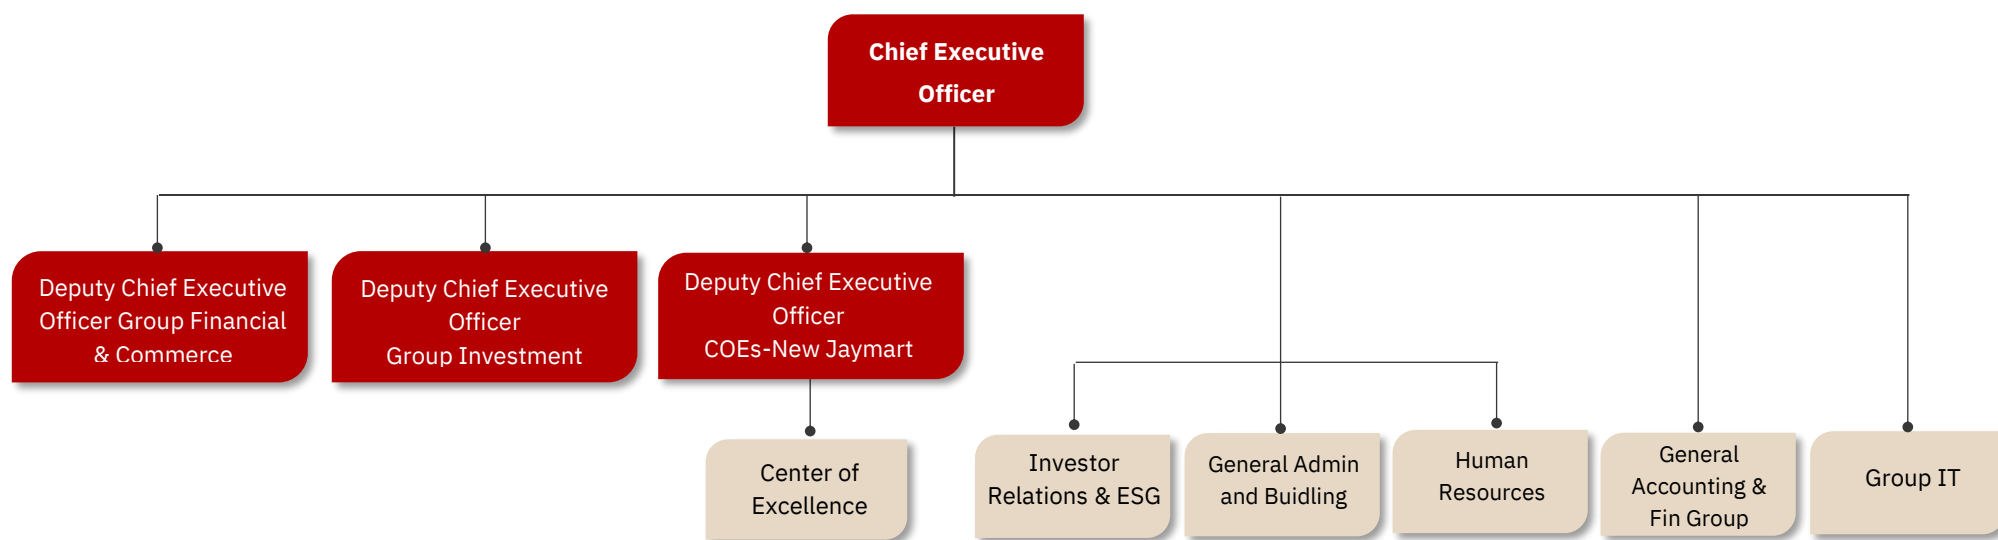 Chief Executive
Officer
Deputy Chief Executive
Officer Group Financial
& Commerce
Deputy Chief Executive
Officer
Group Investment
Deputy Chief Executive
Officer
COEs-New Jaymart
Center of
Excellence
Investor
Relations & ESG
General Admin
and Buidling
Human
Resources
General
Accounting &
Fin Group
Group IT